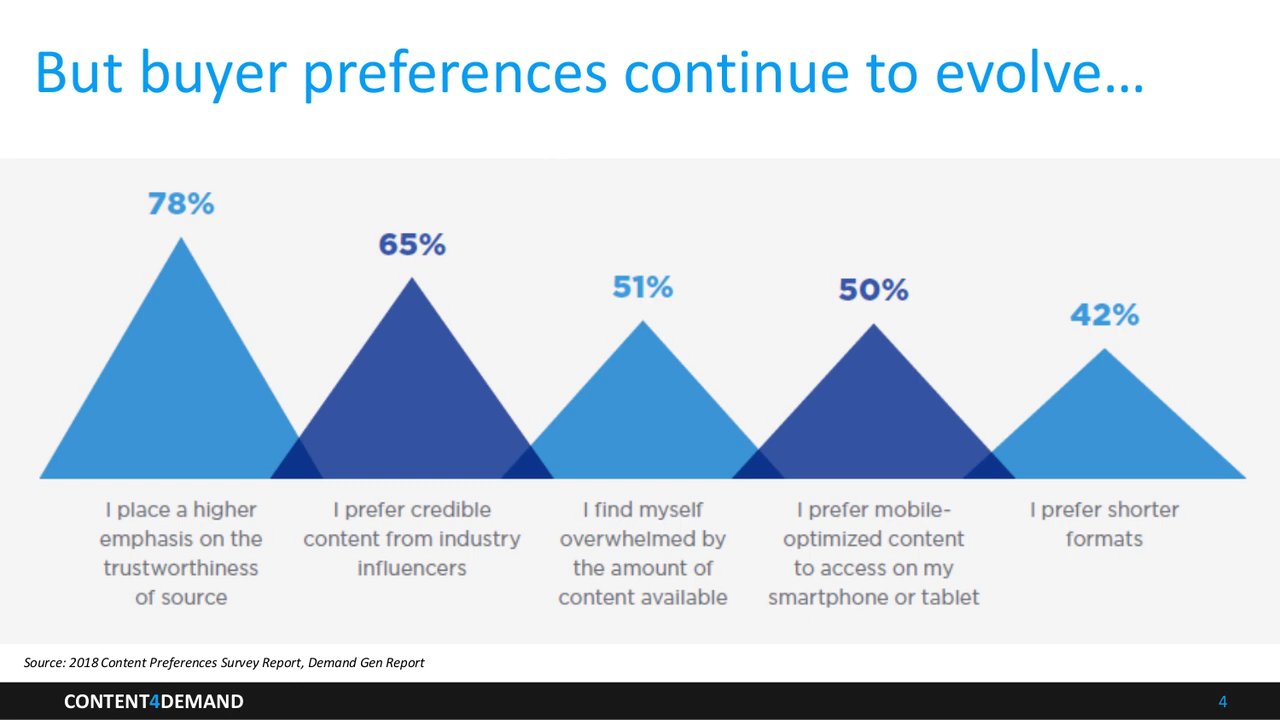 But buyer preferences continue to evolve…
78%
65%
51%
50%
42%
I place a higher
emphasis on the
trustworthiness
of source
I prefer credible
content from industry
influencers
I find myself
overwhelmed by
the amount of
content available
I prefer mobile-
optimized content
to access on my
smartphone or tablet
I prefer shorter
formats
Source: 2018 Content Preferences Survey Report, Demand Gen Report
CONTENT4DEMAND
4